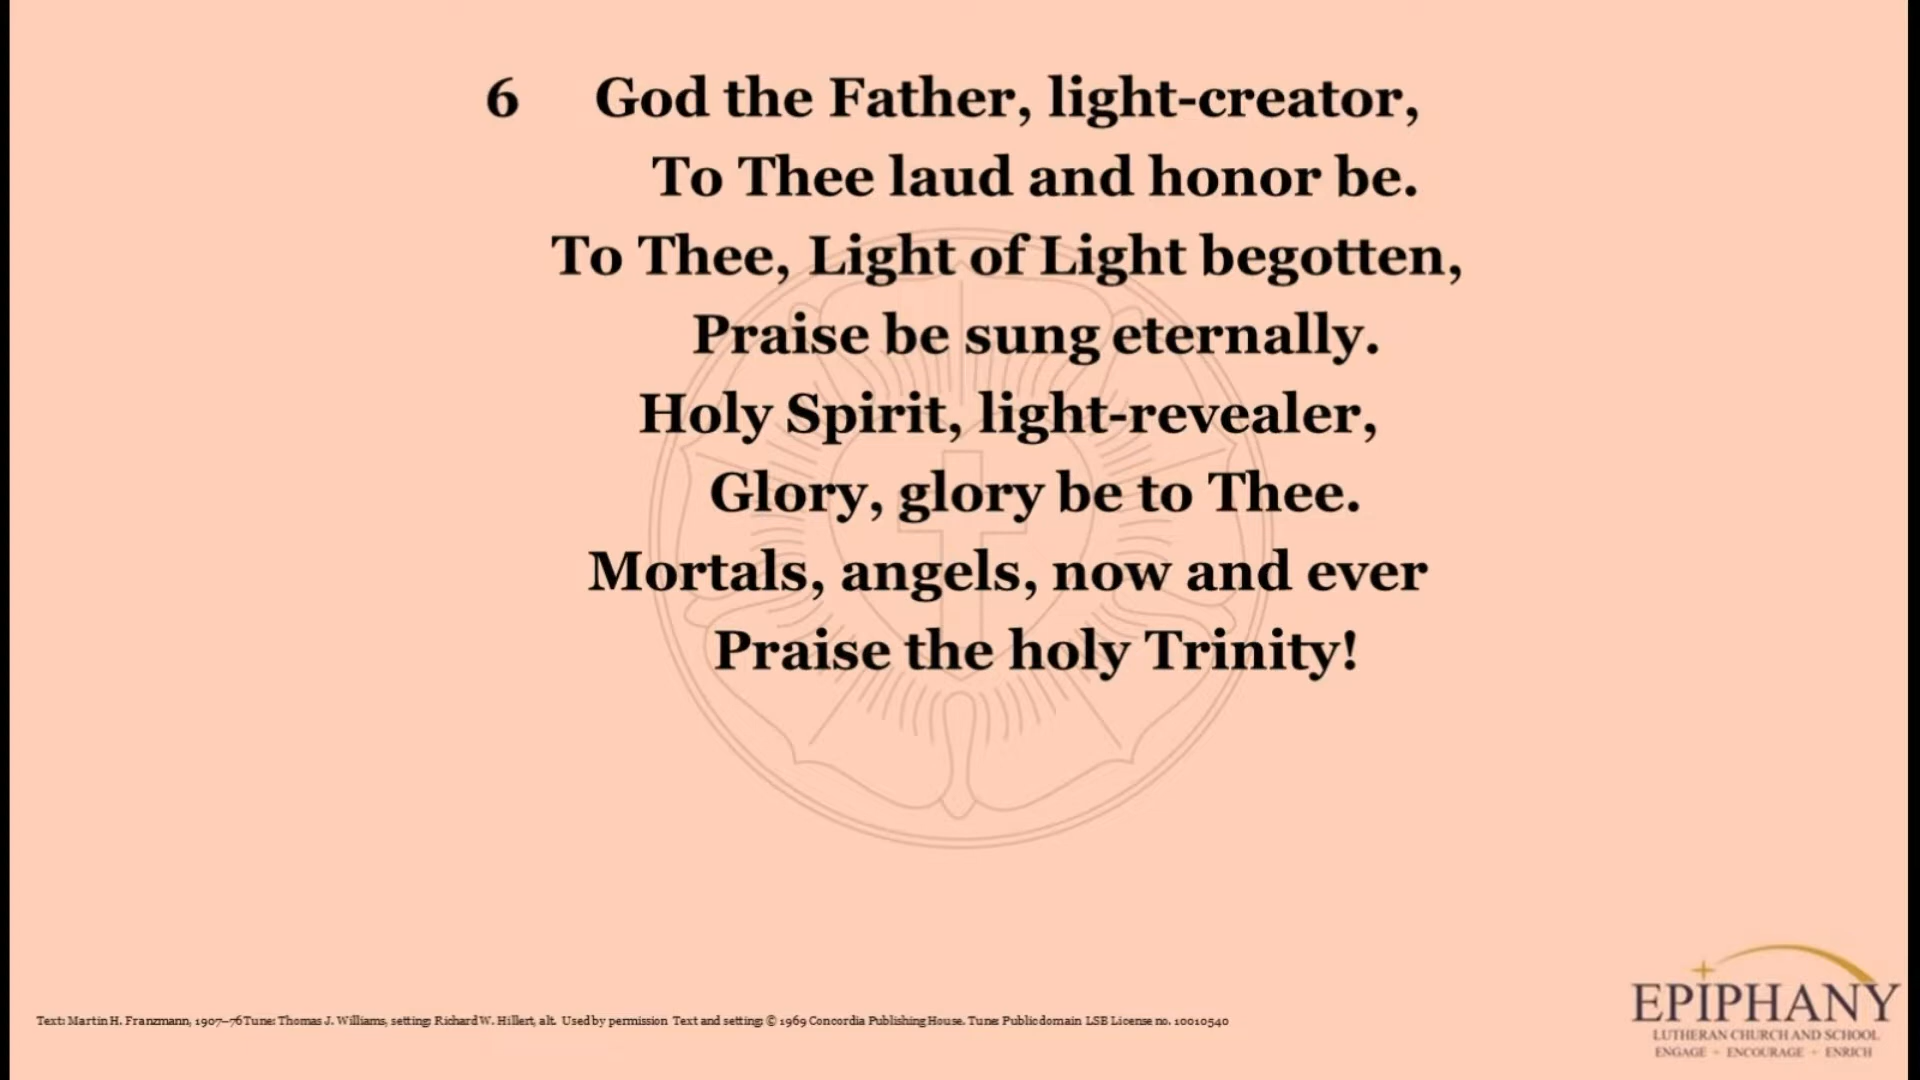 6 God the Father, light-creator,
To Thee laud and honor be.
To Thee, Light of Light begotten,
Praise be sung eternally.
Holy Spirit, light-revealer,
Glory, glory be to Thee.
Mortals, angels, now and ever
Praise the holy Trinity!
Text: Martin H. Franzmann, 1907–76 Tune: Thomas J. Williams, setting: Richard W. Hillert, alt. Used by permission Text and setting: © 1969 Concordia Publishing House. Tune: Public domain LSB License no. 10010540
EPIPHANY
LUTHERAN CHURCH AND SCHOOL
ENGAGE - ENCOURAGE - ENRICH